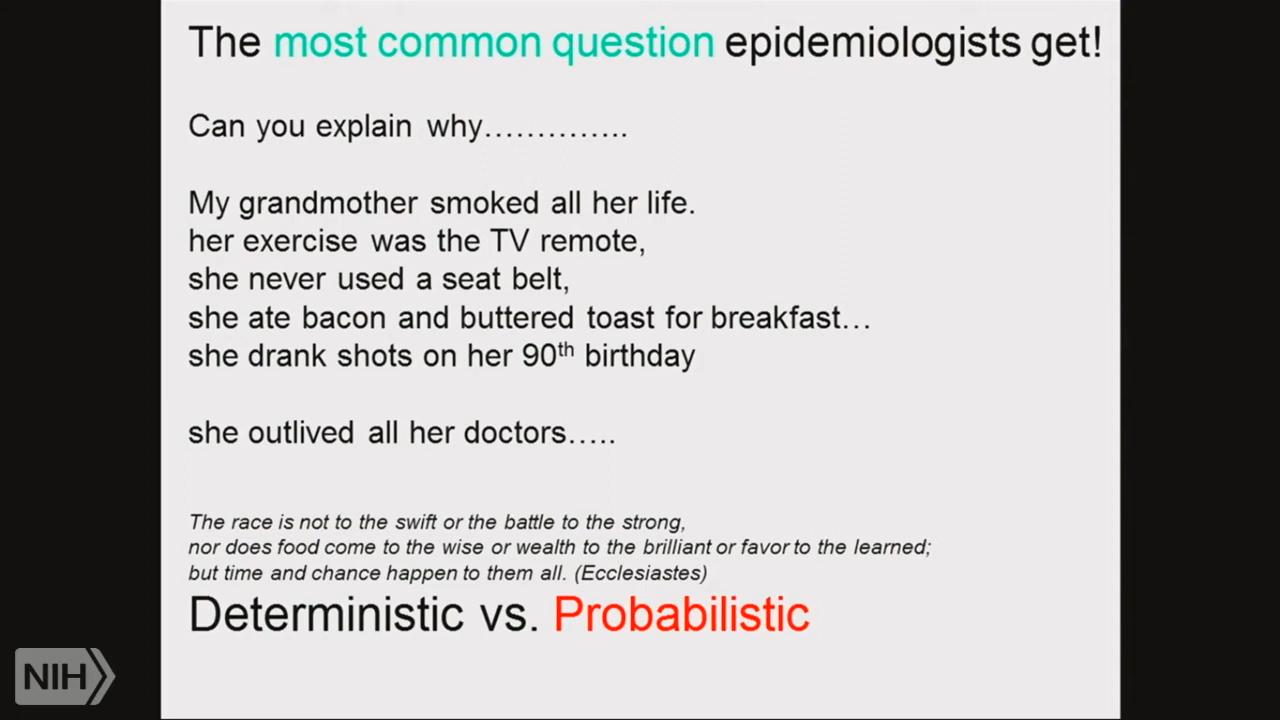 The most common question epidemiologists get!
Can you explain why…………..
My grandmother smoked all her life.
her exercise was the TV remote,
she never used a seat belt,
she ate bacon and buttered toast for breakfast…
she drank shots on her 90th birthday
she outlived all her doctors…..
The race is not to the swift or the battle to the strong,
nor does food come to the wise or wealth to the brilliant or favor to the learned;
but time and chance happen to them all. (Ecclesiastes)
Deterministic vs. Probabilistic
NIH